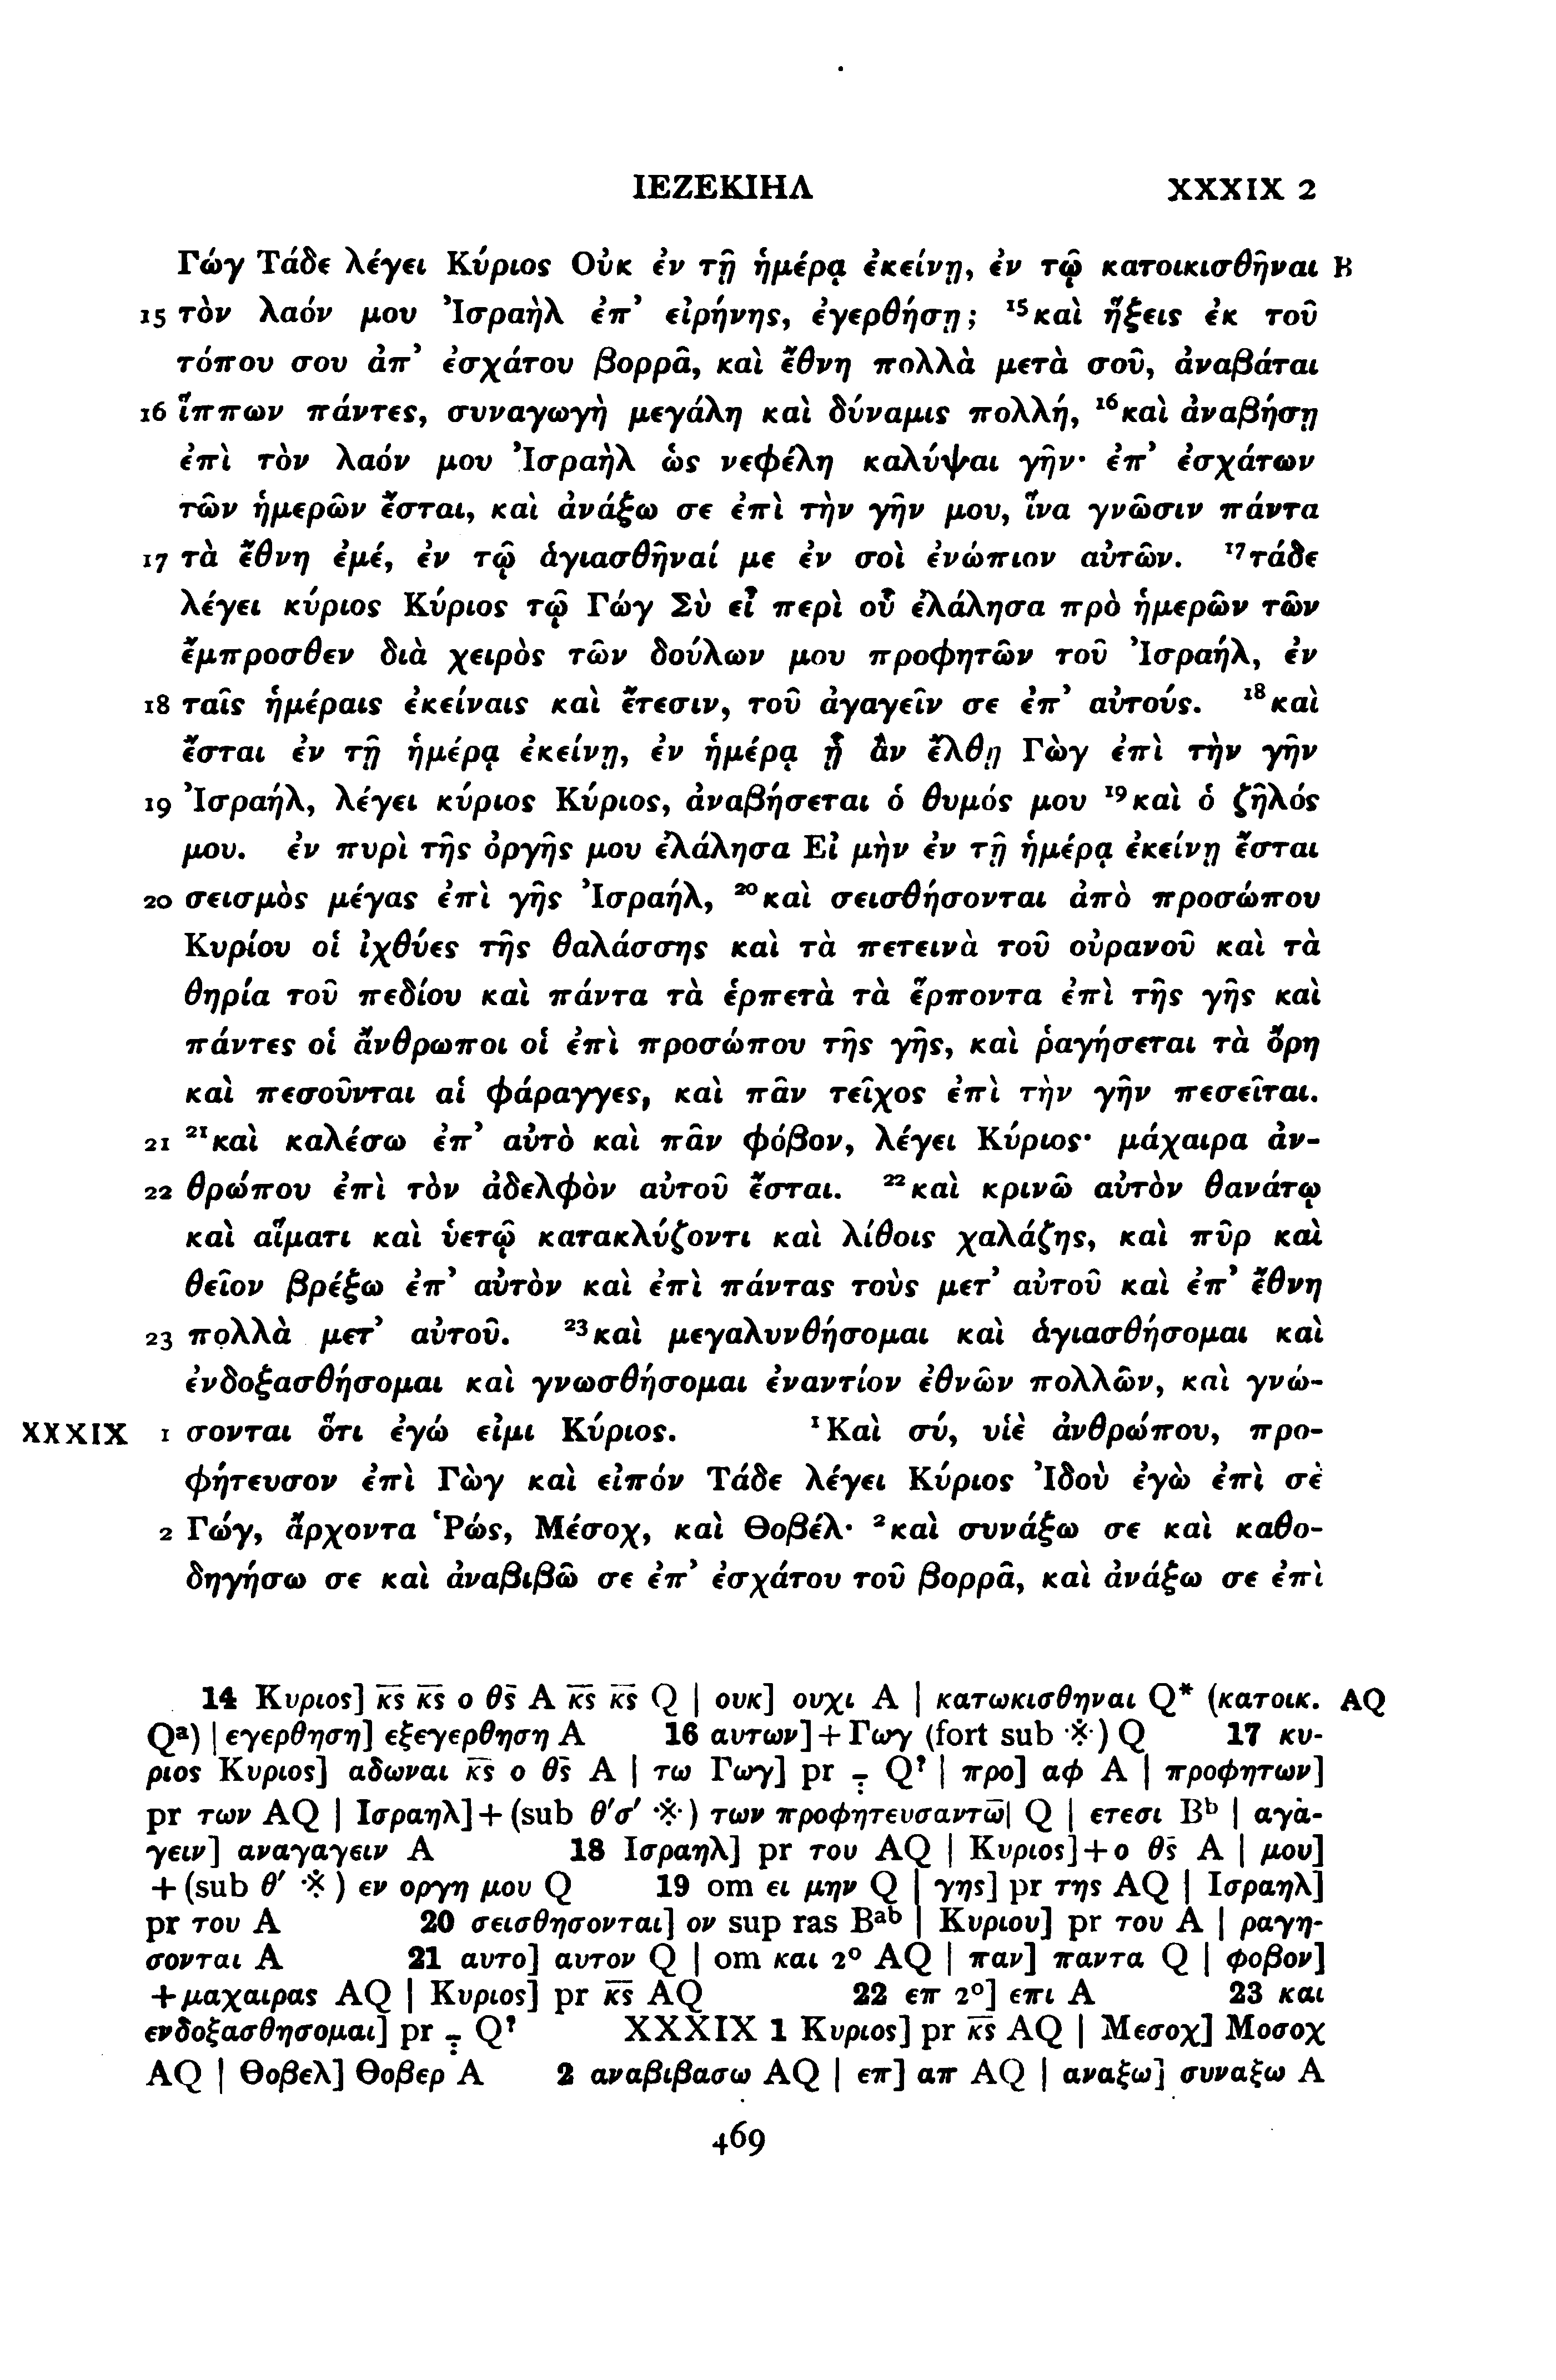 ΙΕΖΕΚΙΗΛ XXXIX 2
Γώγ Τάδε λέγει Κύριος Οὐκ ἐν τῇ ἡμέρᾳ ἐκείνῃ, ἐν τῷ κατοικισθῆναι B
15 τὸν λαόν μου Ἰσραὴλ ἐπ’ εἰρήνης, ἐγερθήσῃ; ¹⁵καὶ ἥξεις ἐκ τοῦ
τόπου σου ἀπ’ ἐσχάτου βορρᾶ, καὶ ἔθνη πολλὰ μετὰ σοῦ, ἀναβάται
16 ἵππων πάντες, συναγωγὴ μεγάλη καὶ δύναμις πολλή, ¹⁶καὶ ἀναβήσῃ
ἐπὶ τὸν λαόν μου Ἰσραὴλ ὡς νεφέλη καλύψαι γῆν· ἐπ’ ἐσχάτων
τῶν ἡμερῶν ἔσται, καὶ ἀνάξω σε ἐπὶ τὴν γῆν μου, ἵνα γνῶσιν πάντα
17 τὰ ἔθνη ἐμέ, ἐν τῷ ἁγιασθῆναί με ἐν σοὶ ἐνώπιον αὐτῶν. ¹⁷τάδε
λέγει κύριος Κύριος τῷ Γώγ Σὺ εἶ περὶ οὗ ἐλάλησα πρὸ ἡμερῶν τῶν
ἔμπροσθεν διὰ χειρὸς τῶν δούλων μου προφητῶν τοῦ Ἰσραήλ, ἐν
18 ταῖς ἡμέραις ἐκείναις καὶ ἔτεσιν, τοῦ ἀγαγεῖν σε ἐπ’ αὐτούς. ¹⁸καὶ
ἔσται ἐν τῇ ἡμέρᾳ ἐκείνῃ, ἐν ἡμέρᾳ ᾗ ἂν ἔλθῃ Γὼγ ἐπὶ τὴν γῆν
19 Ἰσραήλ, λέγει κύριος Κύριος, ἀναβήσεται ὁ θυμός μου ¹⁹καὶ ὁ ζῆλός
μου. ἐν πυρὶ τῆς ὀργῆς μου ἐλάλησα Εἰ μὴν ἐν τῇ ἡμέρᾳ ἐκείνῃ ἔσται
20 σεισμὸς μέγας ἐπὶ γῆς Ἰσραήλ, ²⁰καὶ σεισθήσονται ἀπὸ προσώπου
Κυρίου οἱ ἰχθύες τῆς θαλάσσης καὶ τὰ πετεινὰ τοῦ οὐρανοῦ καὶ τὰ
θηρία τοῦ πεδίου καὶ πάντα τὰ ἑρπετὰ τὰ ἕρποντα ἐπὶ τῆς γῆς καὶ
πάντες οἱ ἄνθρωποι οἱ ἐπὶ προσώπου τῆς γῆς, καὶ ῥαγήσεται τὰ ὄρη
καὶ πεσοῦνται αἱ φάραγγες, καὶ πᾶν τεῖχος ἐπὶ τὴν γῆν πεσεῖται.
21 ²¹καὶ καλέσω ἐπ’ αὐτὸ καὶ πᾶν φόβον, λέγει Κύριος· μάχαιρα ἀν-
22 θρώπου ἐπὶ τὸν ἀδελφὸν αὐτοῦ ἔσται. ²²καὶ κρινῶ αὐτὸν θανάτῳ
καὶ αἵματι καὶ ὑετῷ κατακλύζοντι καὶ λίθοις χαλάζης, καὶ πῦρ καὶ
θεῖον βρέξω ἐπ’ αὐτὸν καὶ ἐπὶ πάντας τοὺς μετ’ αὐτοῦ καὶ ἐπ’ ἔθνη
23 πολλὰ μετ’ αὐτοῦ. ²³καὶ μεγαλυνθήσομαι καὶ ἁγιασθήσομαι καὶ
ἐνδοξασθήσομαι καὶ γνωσθήσομαι ἐναντίον ἐθνῶν πολλῶν, καὶ γνώ-
XXXIX 1 σονται ὅτι ἐγώ εἰμι Κύριος. ¹Καὶ σύ, υἱὲ ἀνθρώπου, προ-
φήτευσον ἐπὶ Γὼγ καὶ εἰπόν Τάδε λέγει Κύριος Ἰδοὺ ἐγὼ ἐπὶ σὲ
2 Γώγ, ἄρχοντα Ῥώς, Μέσοχ, καὶ Θοβέλ· ²καὶ συνάξω σε καὶ καθο-
δηγήσω σε καὶ ἀναβιβῶ σε ἐπ’ ἐσχάτου τοῦ βορρᾶ, καὶ ἀνάξω σε ἐπὶ
14 Κυριος] κ̅ς̅ κ̅ς̅ ο θ̅ς̅ A κ̅ς̅ κ̅ς̅ Q | ουκ] ουχι A | κατωκισθηναι Q* (κατοικ. AQ
Qᵃ) | εγερθηση] εξεγερθηση A 16 αυτων]+Γωγ (fort sub ※) Q 17 κυ-
ριος Κυριος] αδωναι κ̅ς̅ ο θ̅ς̅ A | τω Γωγ] pr ÷ Qˀ | προ] αφ A | προφητων]
pr των AQ | Ισραηλ]+(sub θ′σ′ ※) των προφητευσαντω̅| Q | ετεσι Bᵇ | αγα-
γειν] αναγαγειν A 18 Ισραηλ] pr του AQ | Κυριος]+ο θ̅ς̅ A | μου]
+(sub θ′ ※) εν οργη μου Q 19 om ει μην Q | γης] pr της AQ | Ισραηλ]
pr του A 20 σεισθησονται] ον sup ras Bᵃᵇ | Κυριου] pr του A | ραγη-
σονται A 21 αυτο] αυτον Q | om και 2° AQ | παν] παντα Q | φοβον]
+μαχαιρας AQ | Κυριος] pr κ̅ς̅ AQ 22 επ 2°] επι A 23 και
ενδοξασθησομαι] pr ÷ Qˀ XXXIX 1 Κυριος] pr κ̅ς̅ AQ | Μεσοχ] Μοσοχ
AQ | Θοβελ] Θοβερ A 2 αναβιβασω AQ | επ] απ AQ | αναξω] συναξω A
469